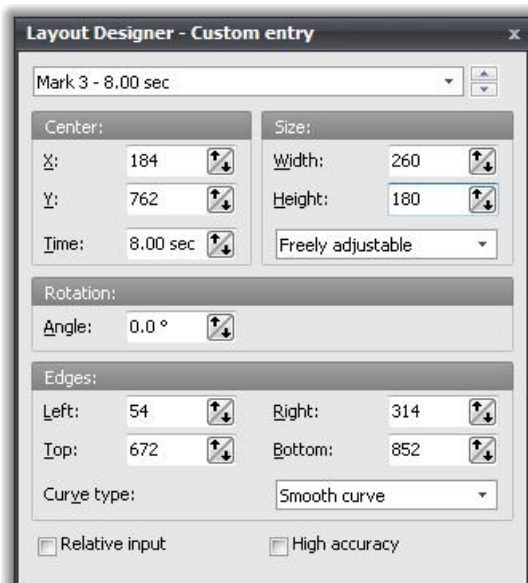 Layout Designer - Custom entry x
Mark 3 - 8.00 sec
Center: Size:
X: 184 Width: 260
Y: 762 Height: 180
Time: 8.00 sec Freely adjustable
Rotation:
Angle: 0.0 °
Edges:
Left: 54 Right: 314
Top: 672 Bottom: 852
Curve type: Smooth curve
Relative input High accuracy